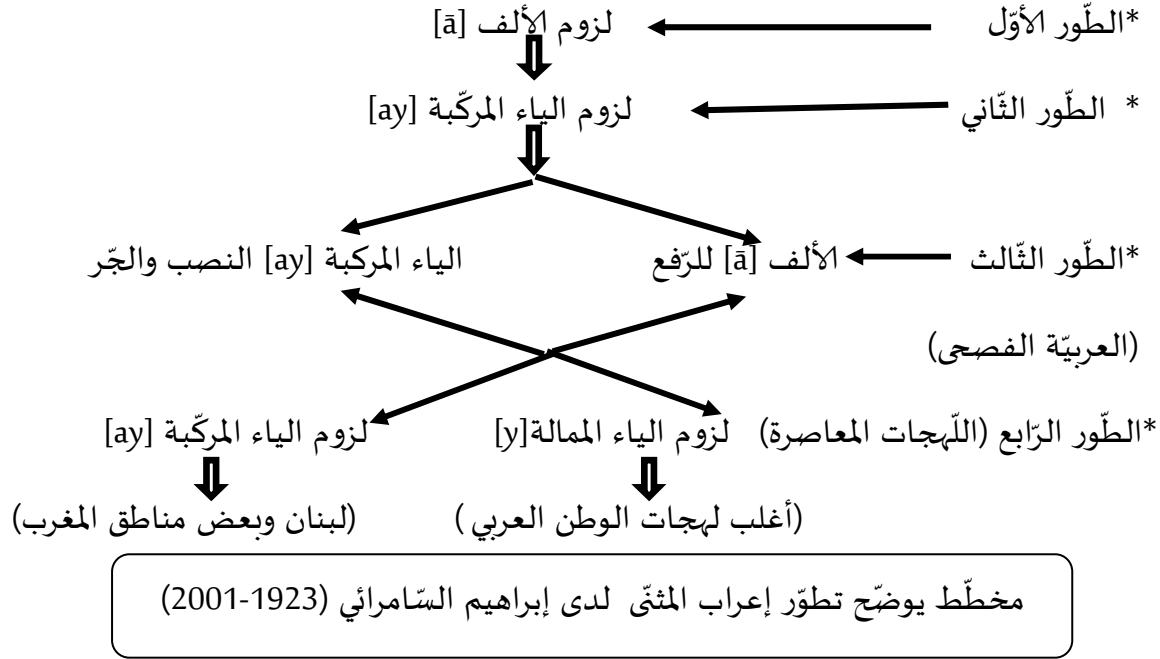 *الطّور الأوّل لزوم الألف [ā]
* الطّور الثّاني لزوم الياء المركّبة [ay]
*الطّور الثّالث الألف [ā] للرّفع الياء المركبة [ay] النصب والجّر
(العربيّة الفصحى)
*الطّور الرّابع (اللّهجات المعاصرة) لزوم الياء الممالة[y] لزوم الياء المركّبة [ay]
(أغلب لهجات الوطن العربي ) (لبنان وبعض مناطق المغرب)
مخطّط يوضّح تطوّر إعراب المثنّى لدى إبراهيم السّامرائي (1923-2001)